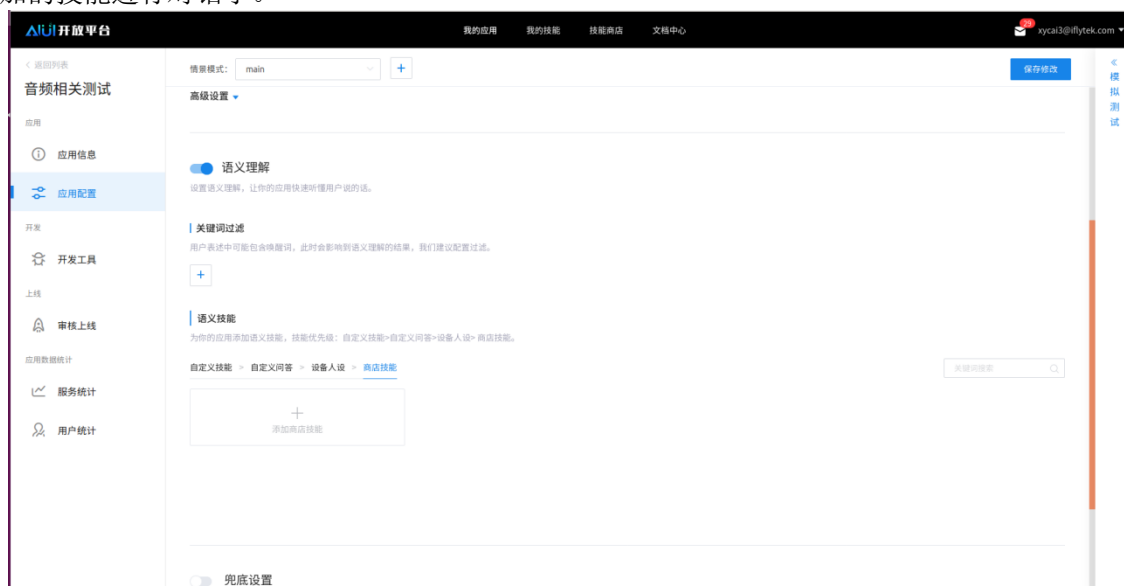 加的技能进行对话了。
AIUI开放平台
我的应用 我的技能 技能商店 文档中心
29 xycai3@iflytek.com
< 返回列表
音频相关测试
应用
应用信息
应用配置
开发
开发工具
上线
审核上线
应用数据统计
服务统计
用户统计
情景模式: main +
保存修改
高级设置
语义理解
设置语义理解，让你的应用快速听懂用户说的话。
关键词过滤
用户表述中可能包含唤醒词，此时会影响到语义理解的结果，我们建议配置过滤。
+
语义技能
为你的应用添加语义技能，技能优先级：自定义技能>自定义问答>设备人设> 商店技能。
自定义技能 > 自定义问答 > 设备人设 > 商店技能
关键词搜索
+
添加商店技能
兜底设置
«
模
拟
测
试